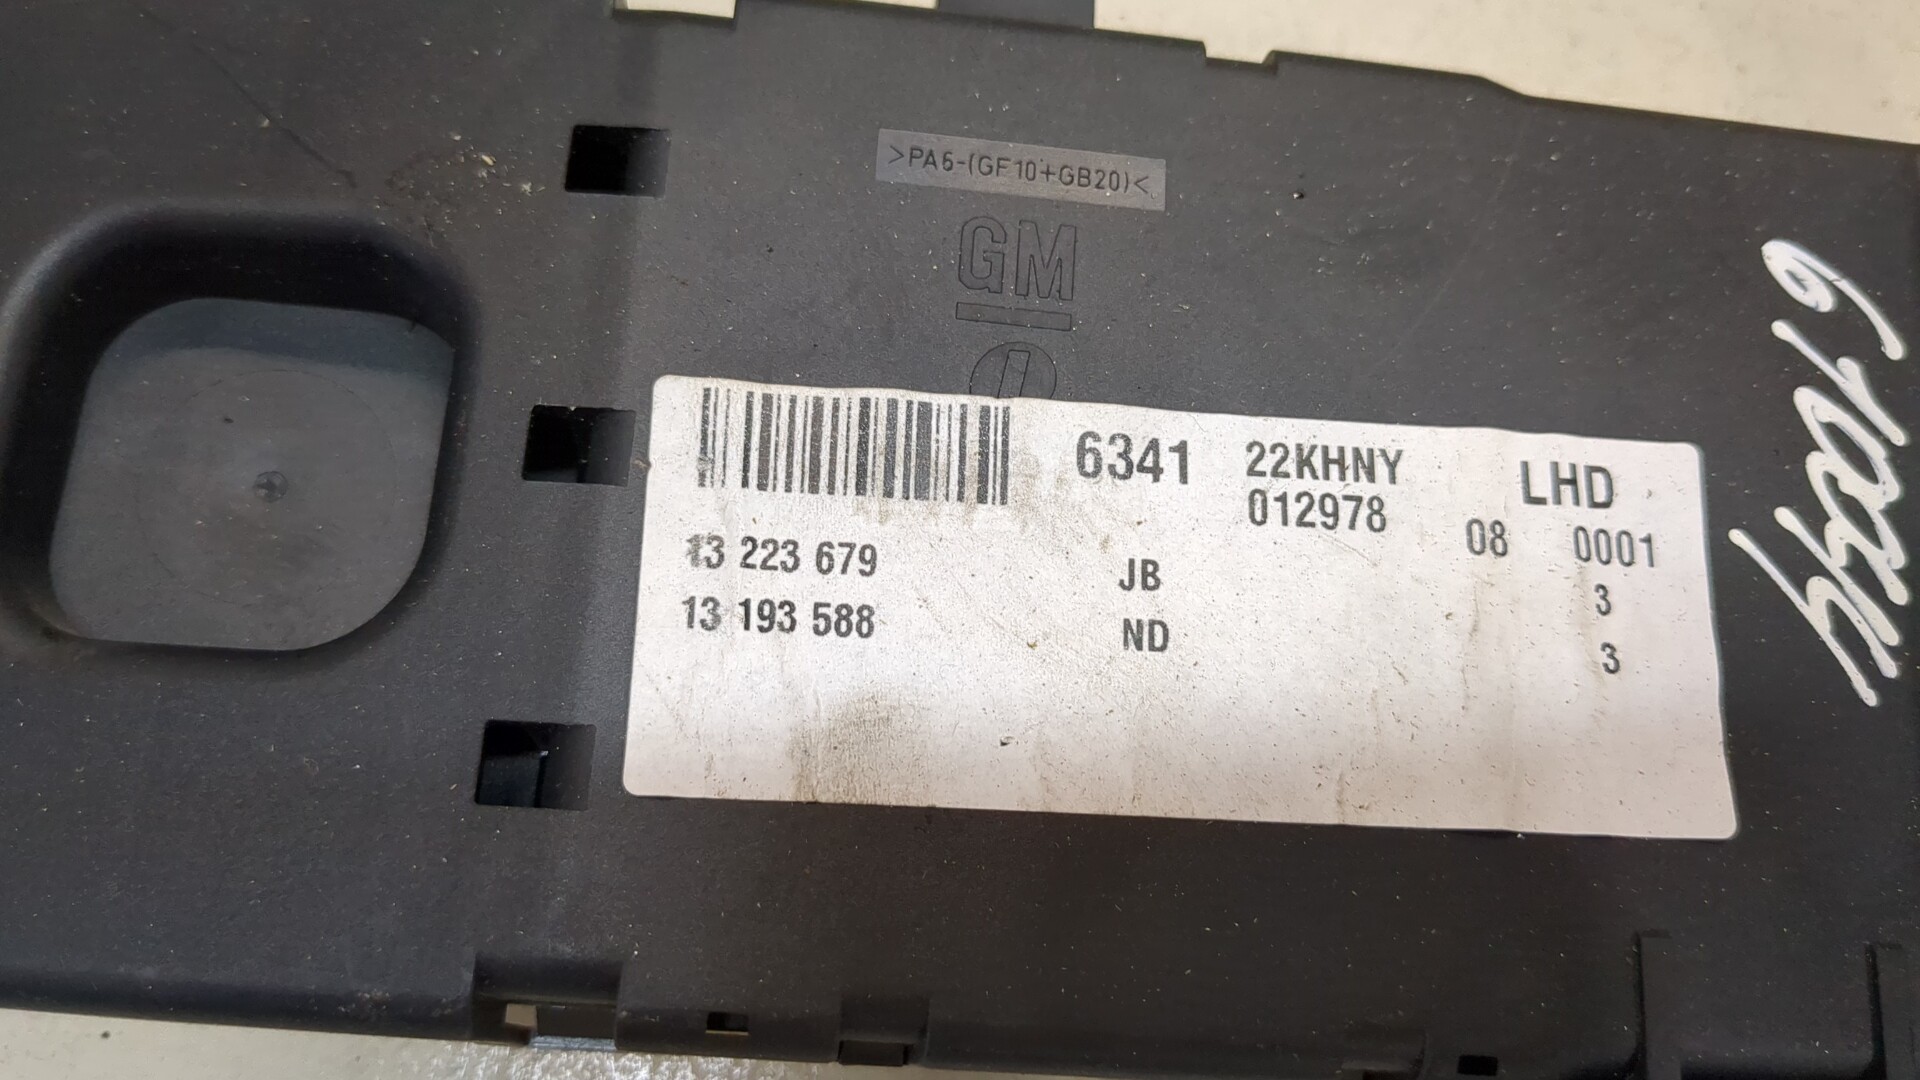 >PA6-(GF10+GB20)<
GM
6341 22KHNY LHD
012978 08 0001
13 223 679 JB 3
13 193 588 ND 3